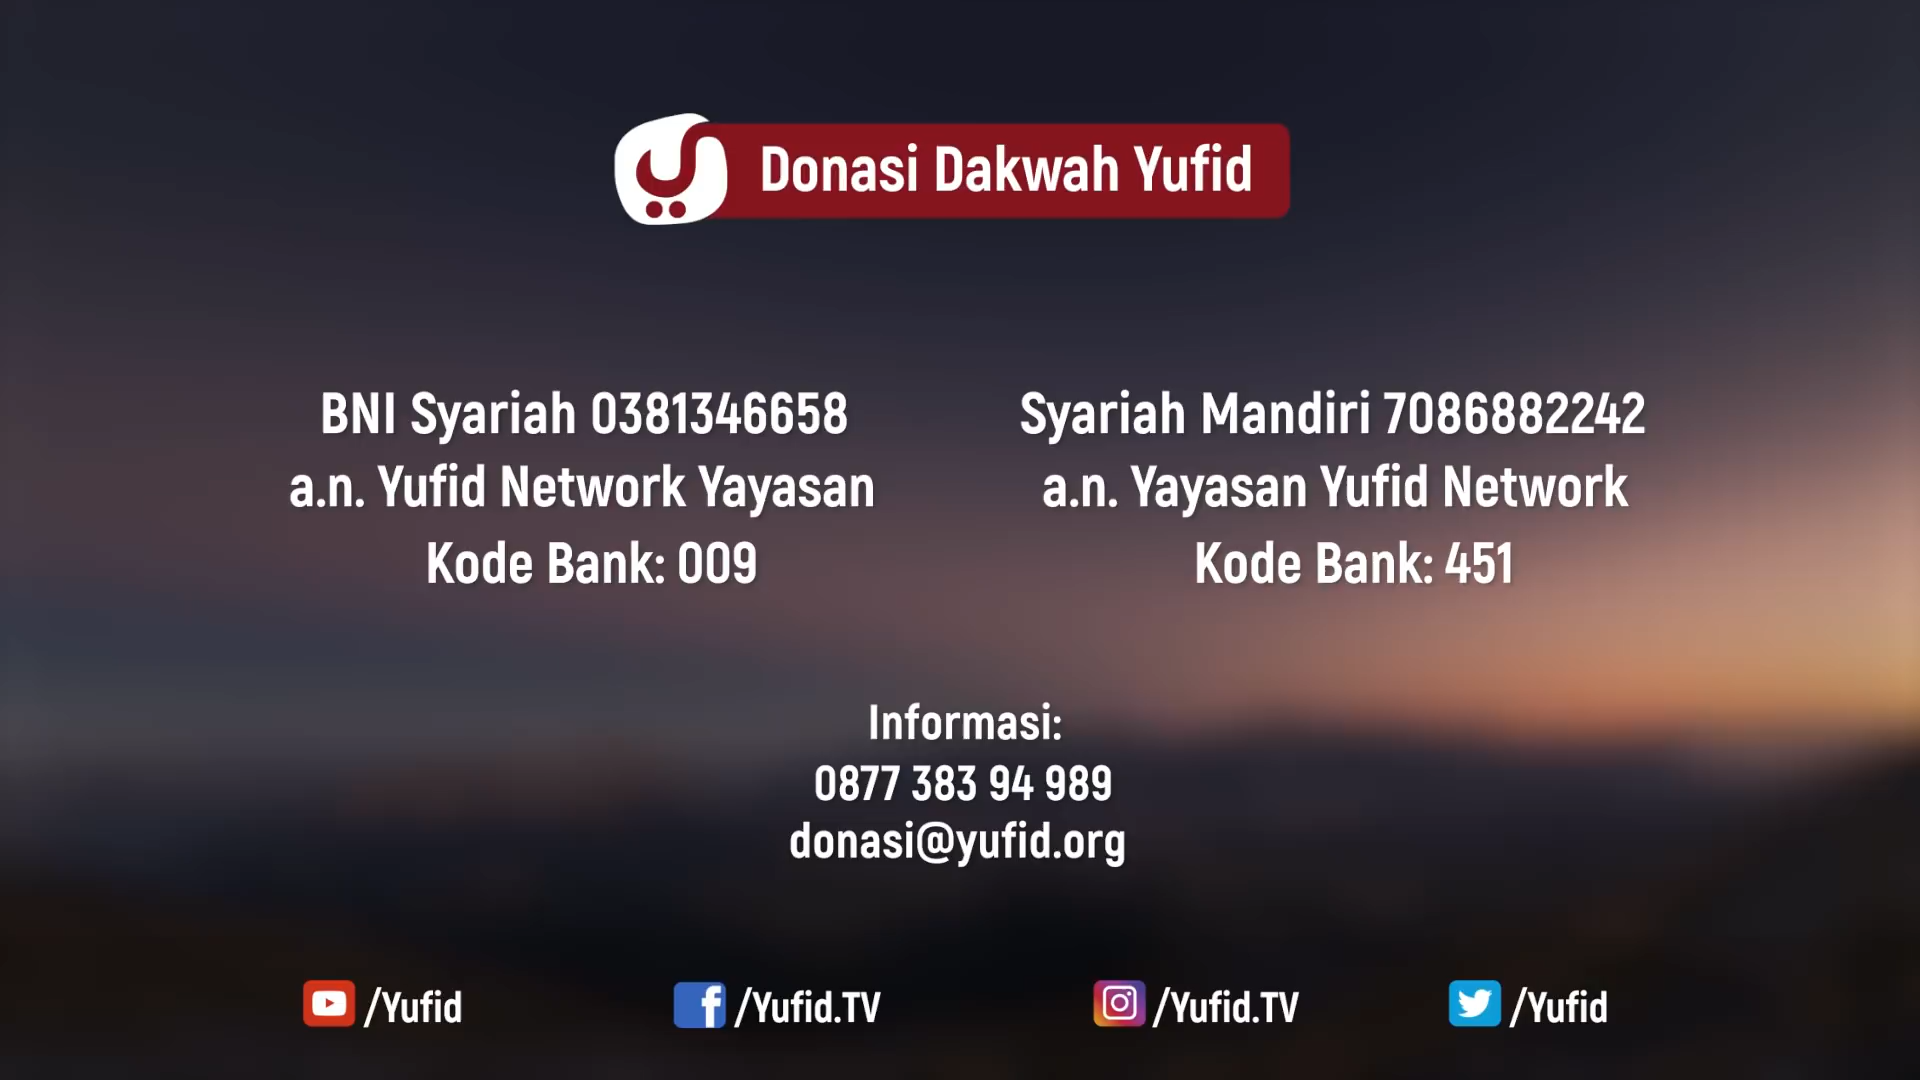 Donasi Dakwah Yufid
BNI Syariah 0381346658
a.n. Yufid Network Yayasan
Kode Bank: 009
Syariah Mandiri 7086882242
a.n. Yayasan Yufid Network
Kode Bank: 451
Informasi:
0877 383 94 989
donasi@yufid.org
/Yufid
/Yufid.TV
/Yufid.TV
/Yufid